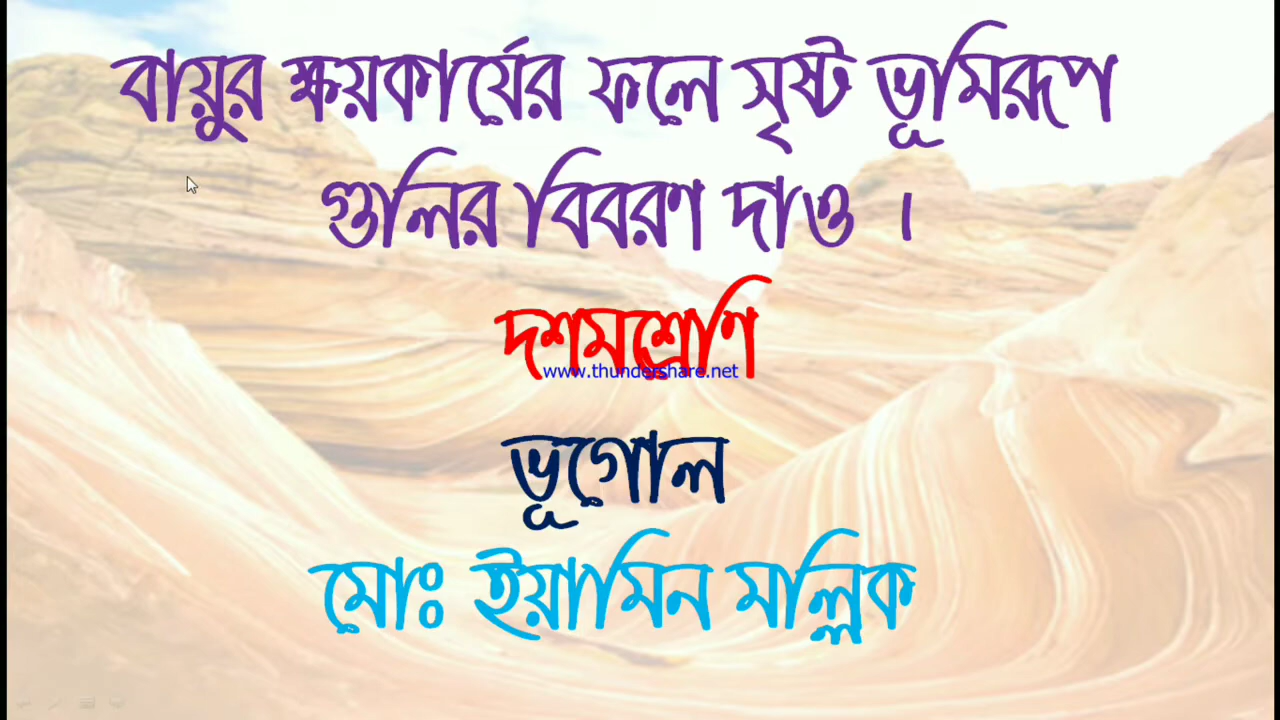 বায়ুর ক্ষয়কার্যের ফলে সৃষ্ট ভূমিরূপ
গুলির বিবরণ দাও ।
দশমশ্রেণি
www.thundershare.net
ভূগোল
মোঃ ইয়ামিন মল্লিক